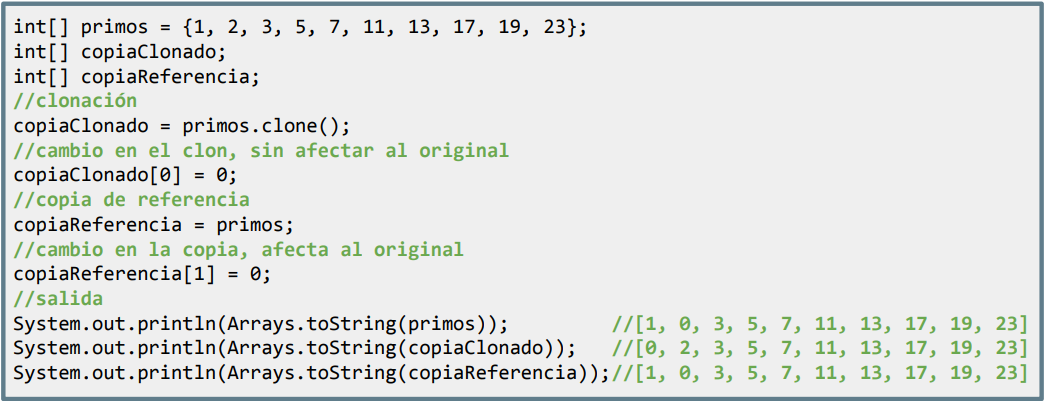 int[] primos = {1, 2, 3, 5, 7, 11, 13, 17, 19, 23};
int[] copiaClonado;
int[] copiaReferencia;
//clonación
copiaClonado = primos.clone();
//cambio en el clon, sin afectar al original
copiaClonado[0] = 0;
//copia de referencia
copiaReferencia = primos;
//cambio en la copia, afecta al original
copiaReferencia[1] = 0;
//salida
System.out.println(Arrays.toString(primos));         //[1, 0, 3, 5, 7, 11, 13, 17, 19, 23]
System.out.println(Arrays.toString(copiaClonado));   //[0, 2, 3, 5, 7, 11, 13, 17, 19, 23]
System.out.println(Arrays.toString(copiaReferencia));//[1, 0, 3, 5, 7, 11, 13, 17, 19, 23]